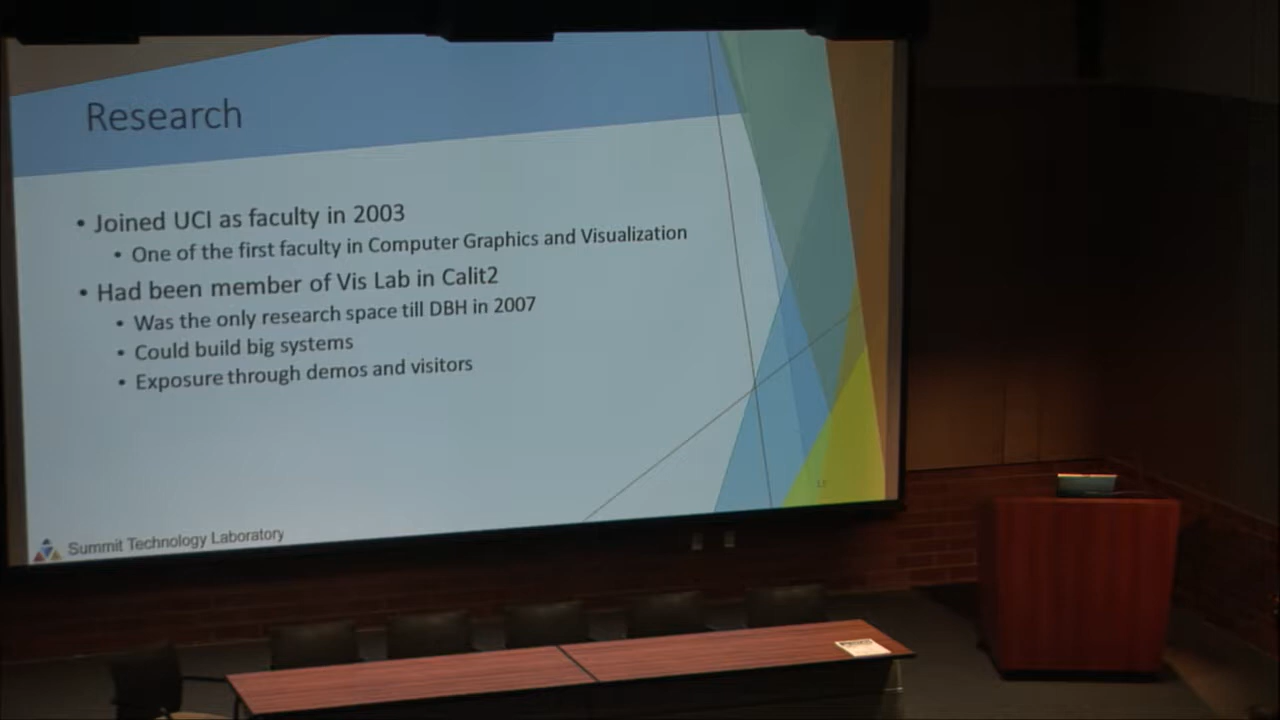 Research
• Joined UCI as faculty in 2003
• One of the first faculty in Computer Graphics and Visualization
• Had been member of Vis Lab in Calit2
• Was the only research space till DBH in 2007
• Could build big systems
• Exposure through demos and visitors
Summit Technology Laboratory